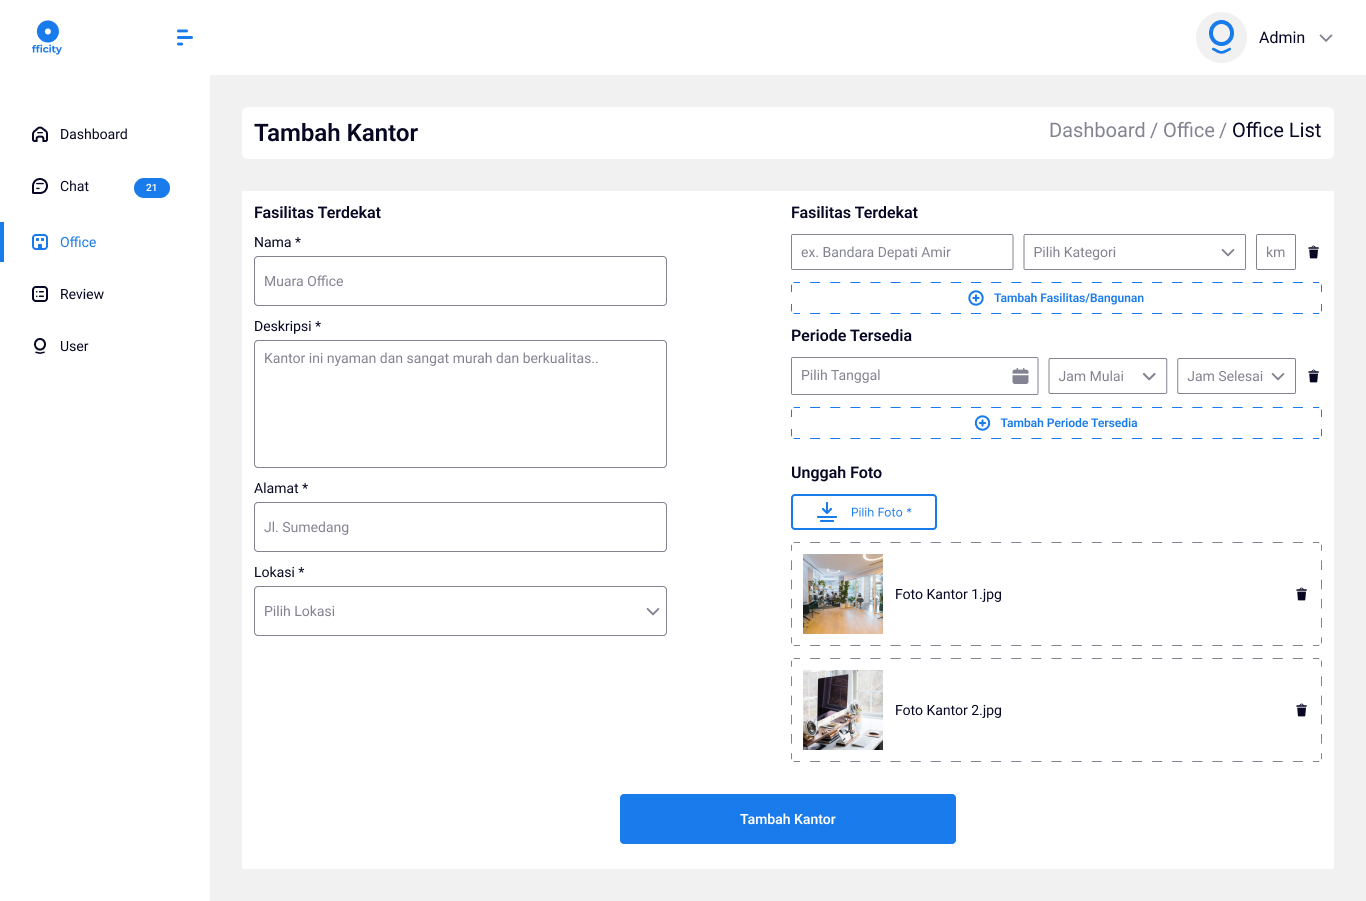 fficity
Admin
Dashboard
Chat
21
Office
Review
User
Tambah Kantor
Dashboard / Office / Office List
Fasilitas Terdekat
Nama *
Muara Office
Deskripsi *
Kantor ini nyaman dan sangat murah dan berkualitas..
Alamat *
Jl. Sumedang
Lokasi *
Pilih Lokasi
Fasilitas Terdekat
ex. Bandara Depati Amir
Pilih Kategori
km
Tambah Fasilitas/Bangunan
Periode Tersedia
Pilih Tanggal
Jam Mulai
Jam Selesai
Tambah Periode Tersedia
Unggah Foto
Pilih Foto *
Foto Kantor 1.jpg
Foto Kantor 2.jpg
Tambah Kantor